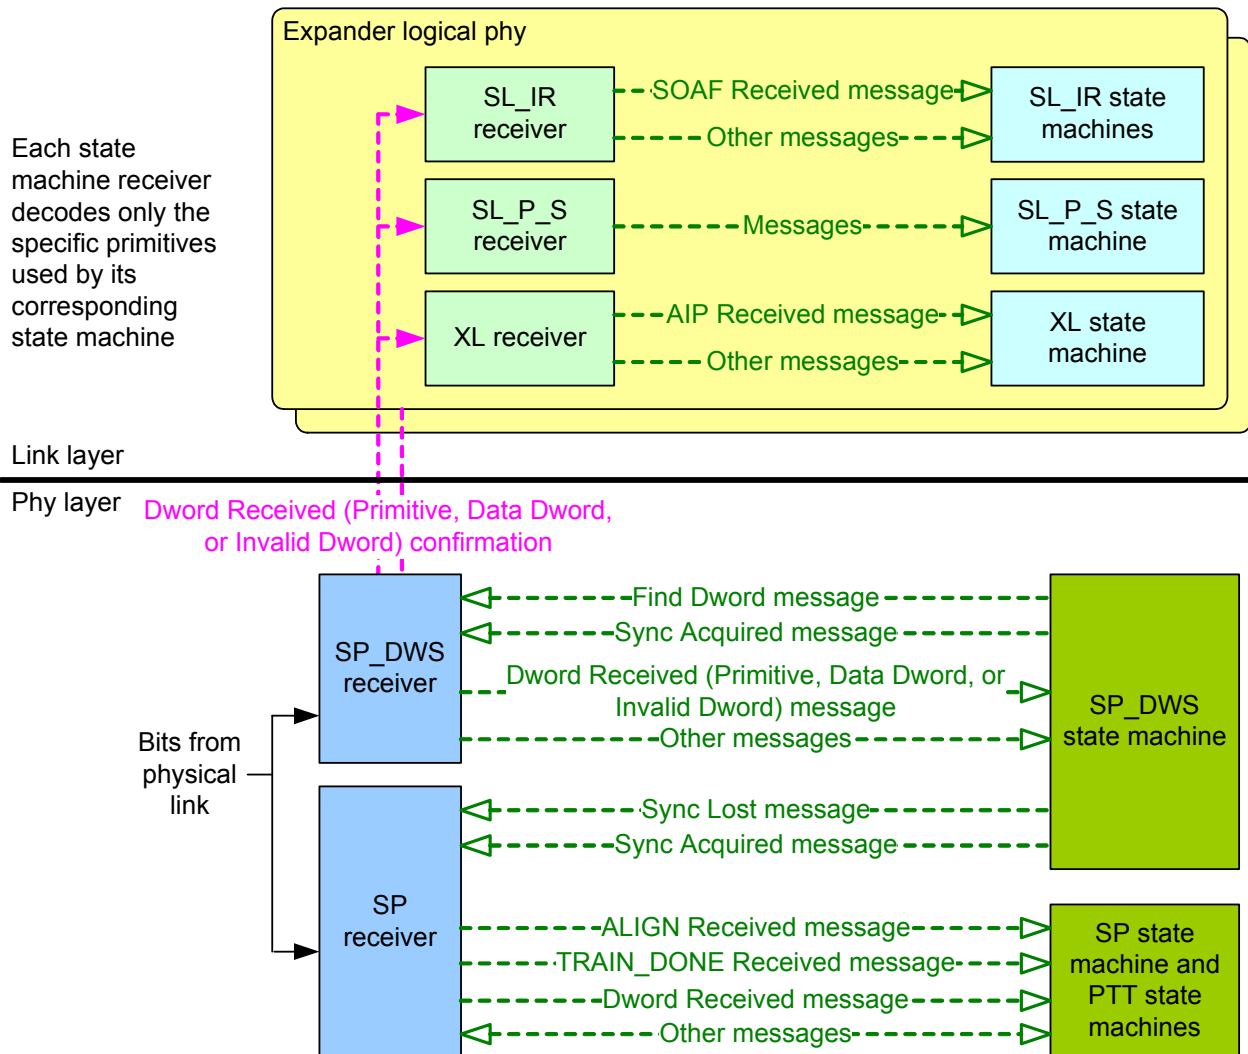 Expander logical phy
SL_IR
receiver
SOAF Received message
Other messages
SL_IR state
machines
Each state
machine receiver
decodes only the
specific primitives
used by its
corresponding
state machine
SL_P_S
receiver
Messages
SL_P_S state
machine
XL receiver
AIP Received message
Other messages
XL state
machine
Link layer
Phy layer
Dword Received (Primitive, Data Dword,
or Invalid Dword) confirmation
SP_DWS
receiver
Find Dword message
Sync Acquired message
Dword Received (Primitive, Data Dword, or
Invalid Dword) message
Other messages
SP_DWS
state machine
Bits from
physical
link
Sync Lost message
Sync Acquired message
SP
receiver
ALIGN Received message
TRAIN_DONE Received message
Dword Received message
Other messages
SP state
machine and
PTT state
machines